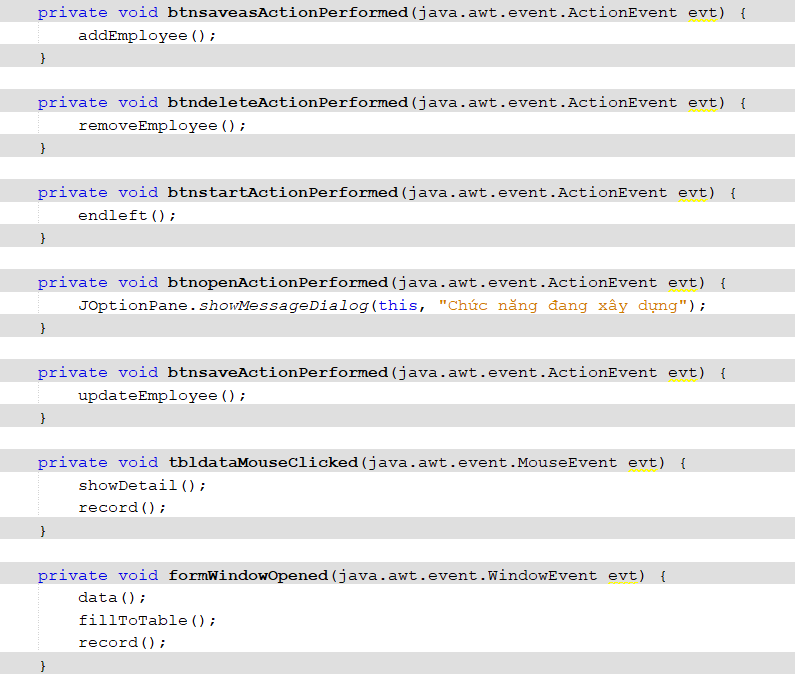 private void btnsaveasActionPerformed(java.awt.event.ActionEvent evt) {
addEmployee();
}
private void btndeleteActionPerformed(java.awt.event.ActionEvent evt) {
removeEmployee();
}
private void btnstartActionPerformed(java.awt.event.ActionEvent evt) {
endleft();
}
private void btnopenActionPerformed(java.awt.event.ActionEvent evt) {
JOptionPane.showMessageDialog(this, "Chức năng đang xây dựng");
}
private void btnsaveActionPerformed(java.awt.event.ActionEvent evt) {
updateEmployee();
}
private void tbldataMouseClicked(java.awt.event.MouseEvent evt) {
showDetail();
record();
}
private void formWindowOpened(java.awt.event.WindowEvent evt) {
data();
fillToTable();
record();
}